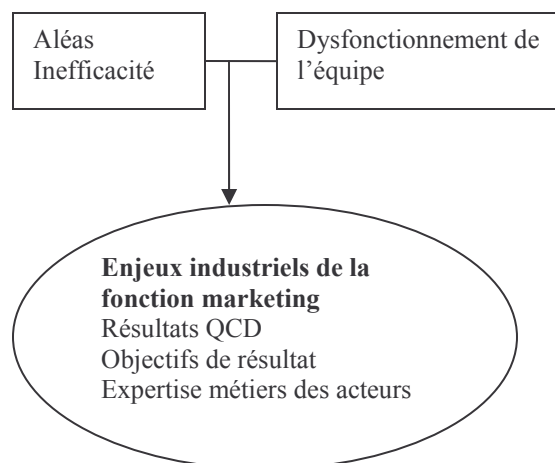 Aléas
Inefficacité
Dysfonctionnement de
l’équipe
Enjeux industriels de la
fonction marketing
Résultats QCD
Objectifs de résultat
Expertise métiers des acteurs